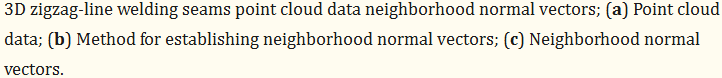 3D zigzag-line welding seams point cloud data neighborhood normal vectors; (a) Point cloud
data; (b) Method for establishing neighborhood normal vectors; (c) Neighborhood normal
vectors.